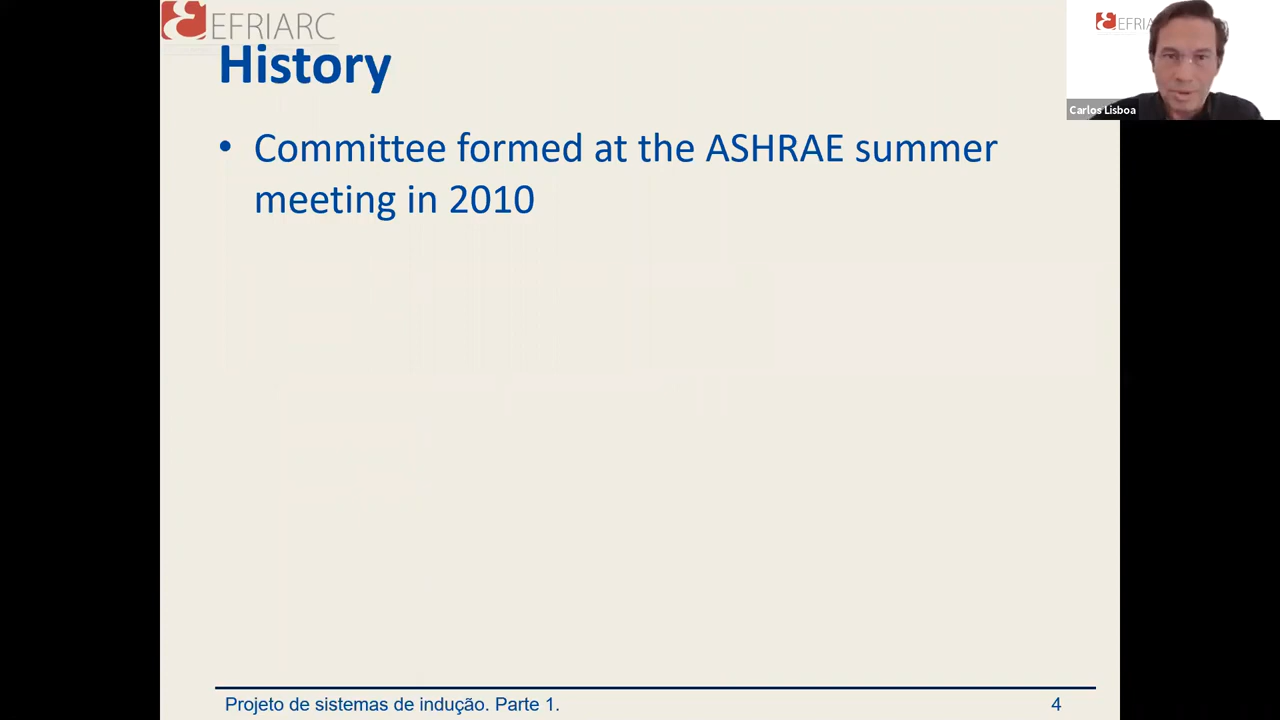 EFRIARC
History
• Committee formed at the ASHRAE summer
meeting in 2010
EFRIA
Carlos Lisboa
Projeto de sistemas de indução. Parte 1.
4